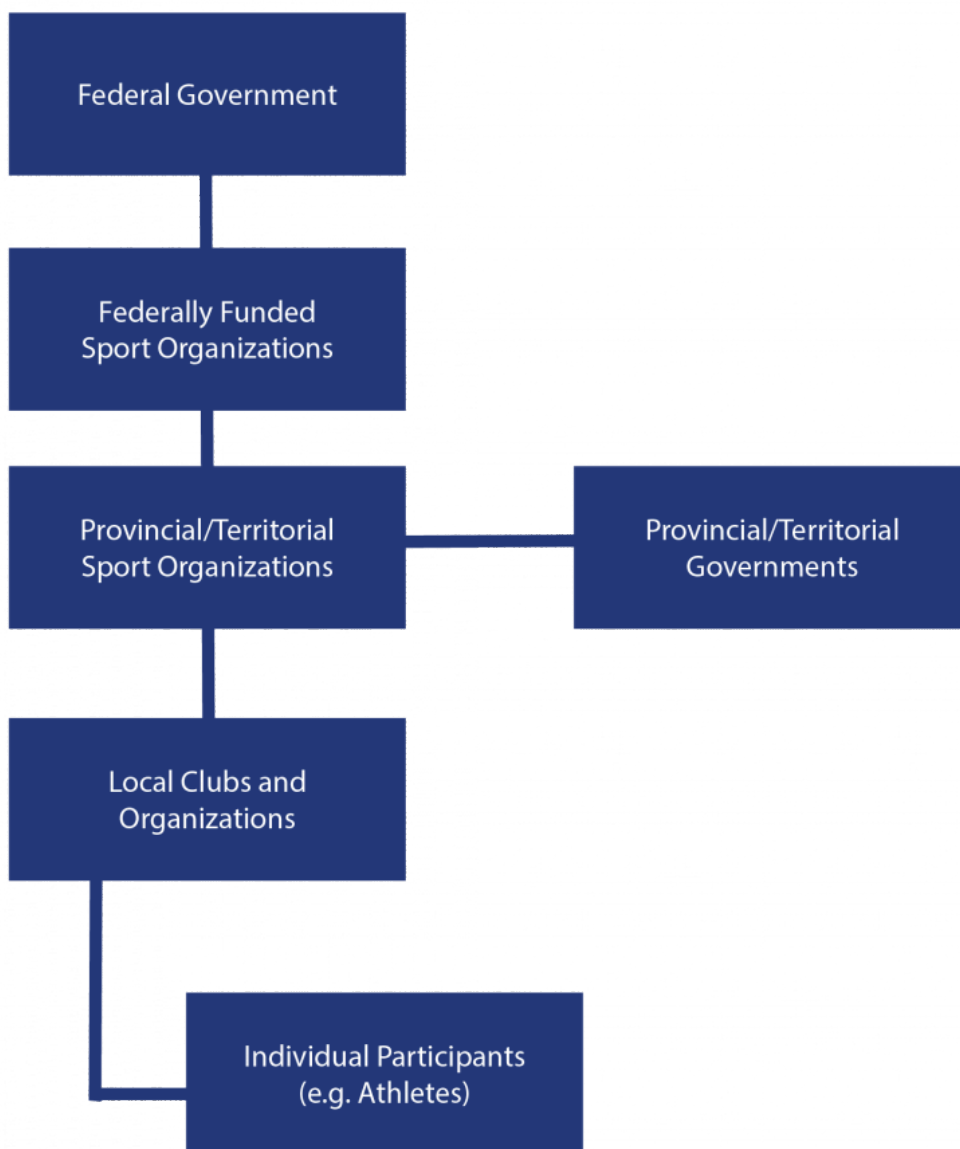 Federal Government
Federally Funded
Sport Organizations
Provincial/Territorial
Sport Organizations
Provincial/Territorial
Governments
Local Clubs and
Organizations
Individual Participants
(e.g. Athletes)